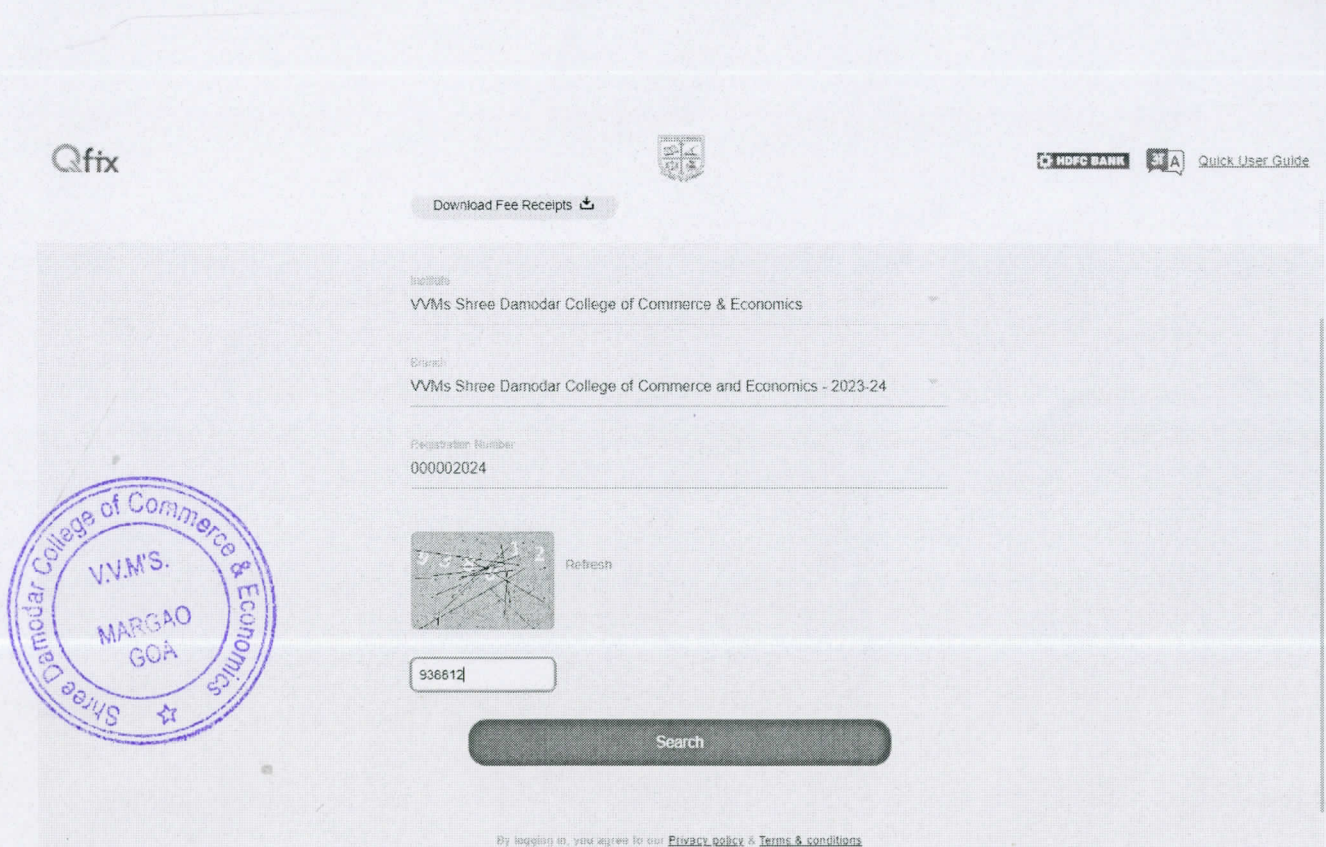 Qfix
HDFC BANK
अ A
Quick User Guide
Download Fee Receipts
Institute
VVMs Shree Damodar College of Commerce & Economics
Branch
VVMs Shree Damodar College of Commerce and Economics - 2023-24
Registration Number
000002024
Refresh
936612
Search
By logging in, you agree to our Privacy policy & Terms & conditions
Shree Damodar College of Commerce & Economics
V.V.M'S.
MARGAO
GOA